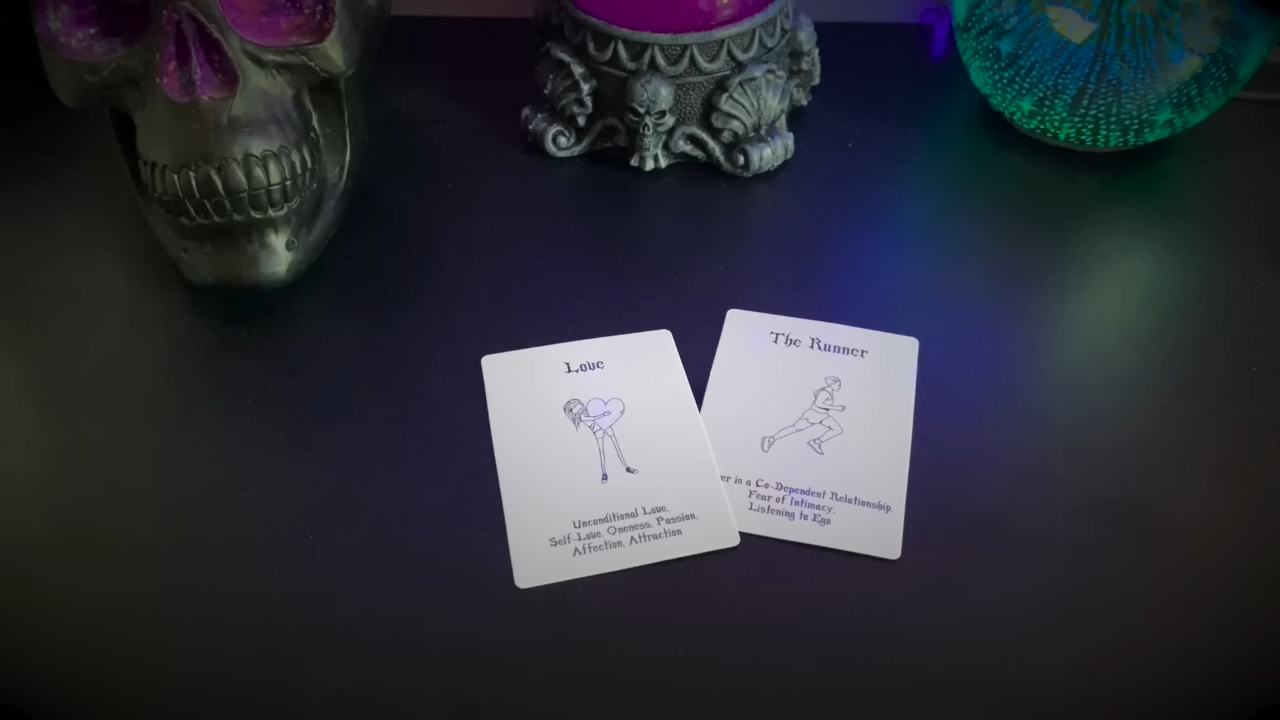 Love
Unconditional Love,
Self-Love, Oneness, Passion,
Affection, Attraction
The Runner
in a Co-Dependent Relationship,
Fear of Intimacy,
Listening to Ego